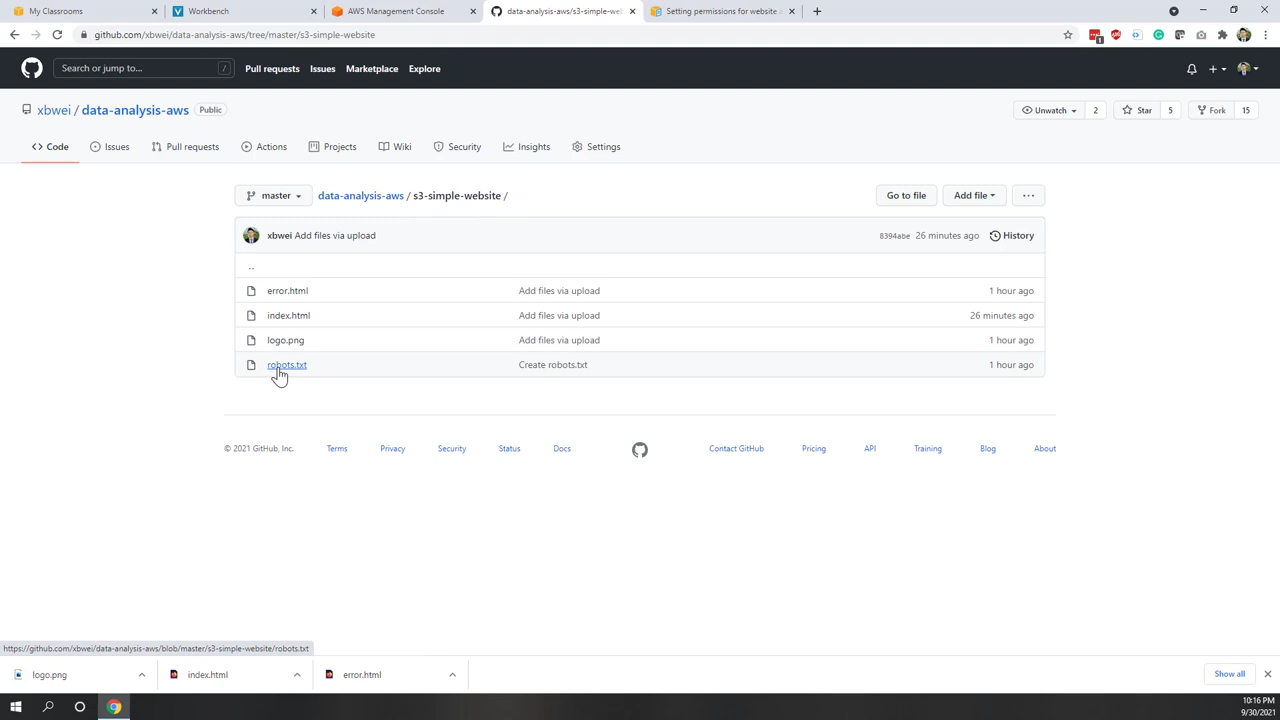 My Classrooms
Workbench
AWS Management Console
data-analysis-aws/s3-simple-web
Setting permissions for website a
github.com/xbwei/data-analysis-aws/tree/master/s3-simple-website
1
Search or jump to...
/
Pull requests
Issues
Marketplace
Explore
xbwei / data-analysis-aws
Public
Unwatch
2
Star
5
Fork
15
Code
Issues
Pull requests
Actions
Projects
Wiki
Security
Insights
Settings
master
data-analysis-aws / s3-simple-website /
Go to file
Add file
xbwei Add files via upload
8394abe 26 minutes ago
History
..
error.html
Add files via upload
1 hour ago
index.html
Add files via upload
26 minutes ago
logo.png
Add files via upload
1 hour ago
robots.txt
Create robots.txt
1 hour ago
© 2021 GitHub, Inc.
Terms
Privacy
Security
Status
Docs
Contact GitHub
Pricing
API
Training
Blog
About
https://github.com/xbwei/data-analysis-aws/blob/master/s3-simple-website/robots.txt
logo.png
index.html
error.html
Show all
10:16 PM
9/30/2021